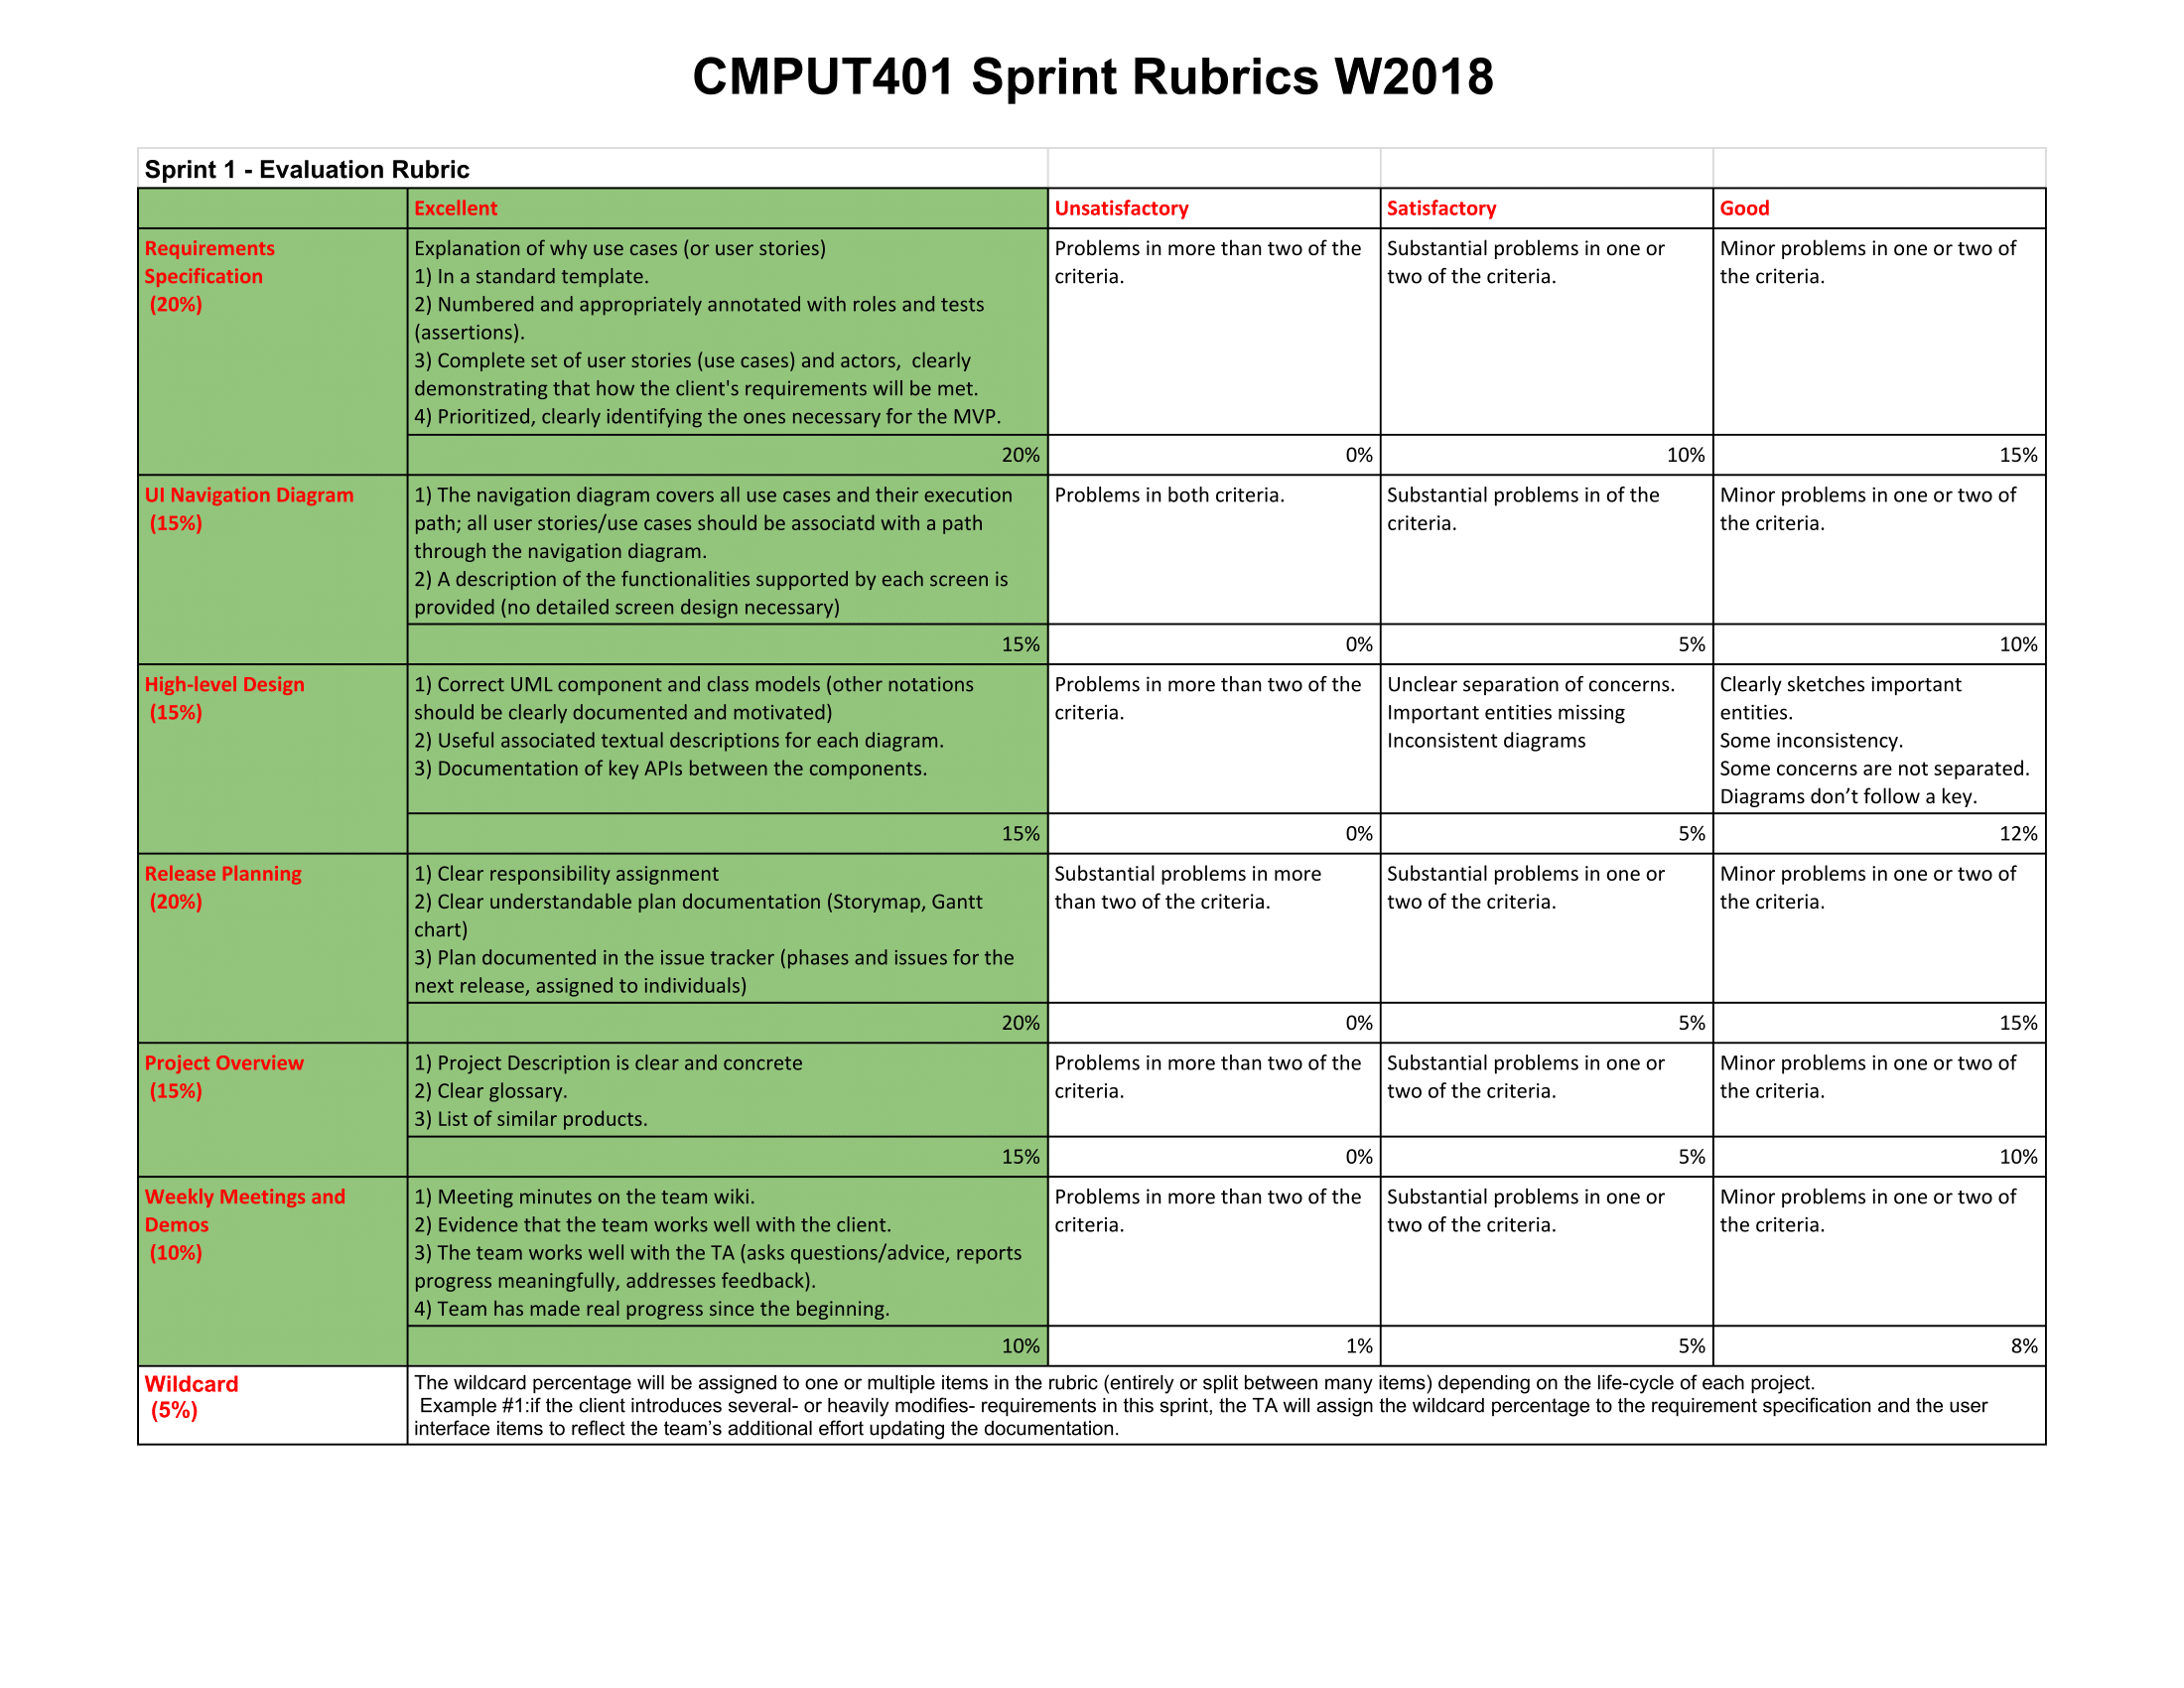 CMPUT401 Sprint Rubrics W2018
Sprint 1 - Evaluation Rubric
Excellent
Unsatisfactory
Satisfactory
Good
Requirements
Specification
(20%)
Explanation of why use cases (or user stories)
1) In a standard template.
2) Numbered and appropriately annotated with roles and tests
(assertions).
3) Complete set of user stories (use cases) and actors,  clearly
demonstrating that how the client's requirements will be met.
4) Prioritized, clearly identifying the ones necessary for the MVP.
Problems in more than two of the
criteria.
Substantial problems in one or
two of the criteria.
Minor problems in one or two of
the criteria.
20%
0%
10%
15%
UI Navigation Diagram
(15%)
1) The navigation diagram covers all use cases and their execution
path; all user stories/use cases should be associatd with a path
through the navigation diagram.
2) A description of the functionalities supported by each screen is
provided (no detailed screen design necessary)
Problems in both criteria.
Substantial problems in of the
criteria.
Minor problems in one or two of
the criteria.
15%
0%
5%
10%
High-level Design
(15%)
1) Correct UML component and class models (other notations
should be clearly documented and motivated)
2) Useful associated textual descriptions for each diagram.
3) Documentation of key APIs between the components.
Problems in more than two of the
criteria.
Unclear separation of concerns.
Important entities missing
Inconsistent diagrams
Clearly sketches important
entities.
Some inconsistency.
Some concerns are not separated.
Diagrams don’t follow a key.
15%
0%
5%
12%
Release Planning
(20%)
1) Clear responsibility assignment
2) Clear understandable plan documentation (Storymap, Gantt
chart)
3) Plan documented in the issue tracker (phases and issues for the
next release, assigned to individuals)
Substantial problems in more
than two of the criteria.
Substantial problems in one or
two of the criteria.
Minor problems in one or two of
the criteria.
20%
0%
5%
15%
Project Overview
(15%)
1) Project Description is clear and concrete
2) Clear glossary.
3) List of similar products.
Problems in more than two of the
criteria.
Substantial problems in one or
two of the criteria.
Minor problems in one or two of
the criteria.
15%
0%
5%
10%
Weekly Meetings and
Demos
(10%)
1) Meeting minutes on the team wiki.
2) Evidence that the team works well with the client.
3) The team works well with the TA (asks questions/advice, reports
progress meaningfully, addresses feedback).
4) Team has made real progress since the beginning.
Problems in more than two of the
criteria.
Substantial problems in one or
two of the criteria.
Minor problems in one or two of
the criteria.
10%
1%
5%
8%
Wildcard
(5%)
The wildcard percentage will be assigned to one or multiple items in the rubric (entirely or split between many items) depending on the life-cycle of each project.
Example #1:if the client introduces several- or heavily modifies- requirements in this sprint, the TA will assign the wildcard percentage to the requirement specification and the user
interface items to reflect the team’s additional effort updating the documentation.